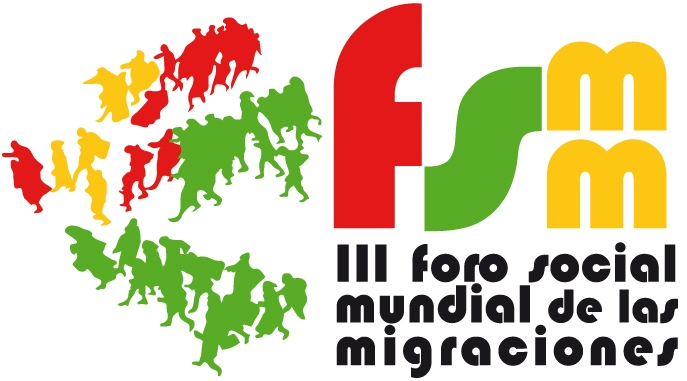 fsmm
III foro social
mundial de las
migraciones